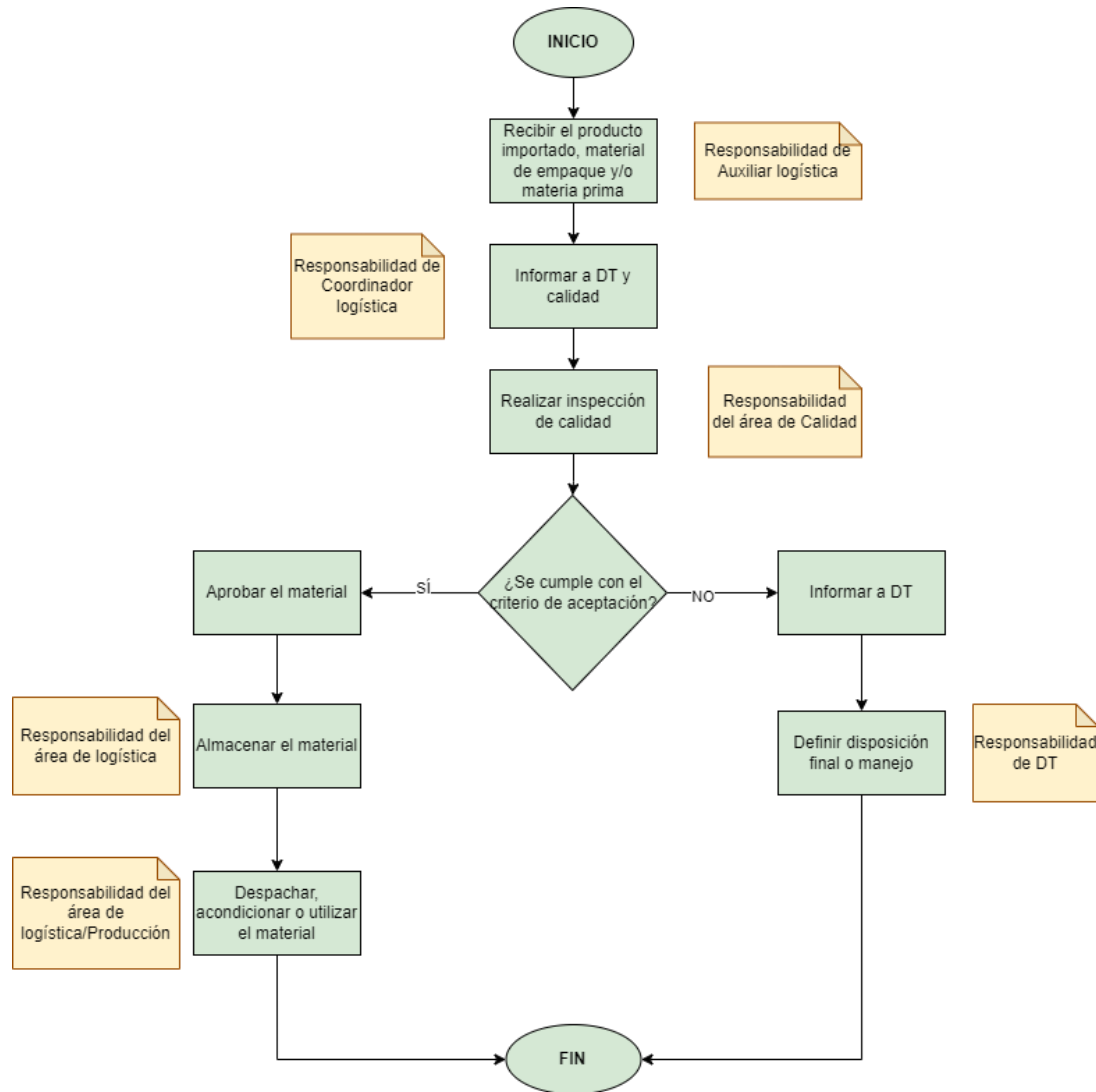 INICIO
Recibir el producto
importado, material
de empaque y/o
materia prima
Responsabilidad de
Auxiliar logística
Responsabilidad de
Coordinador
logística
Informar a DT y
calidad
Realizar inspección
de calidad
Responsabilidad
del área de Calidad
¿Se cumple con el
criterio de aceptación?
SÍ
NO
Aprobar el material
Informar a DT
Responsabilidad del
área de logística
Almacenar el material
Definir disposición
final o manejo
Responsabilidad
de DT
Responsabilidad del
área de
logística/Producción
Despachar,
acondicionar o utilizar
el material
FIN